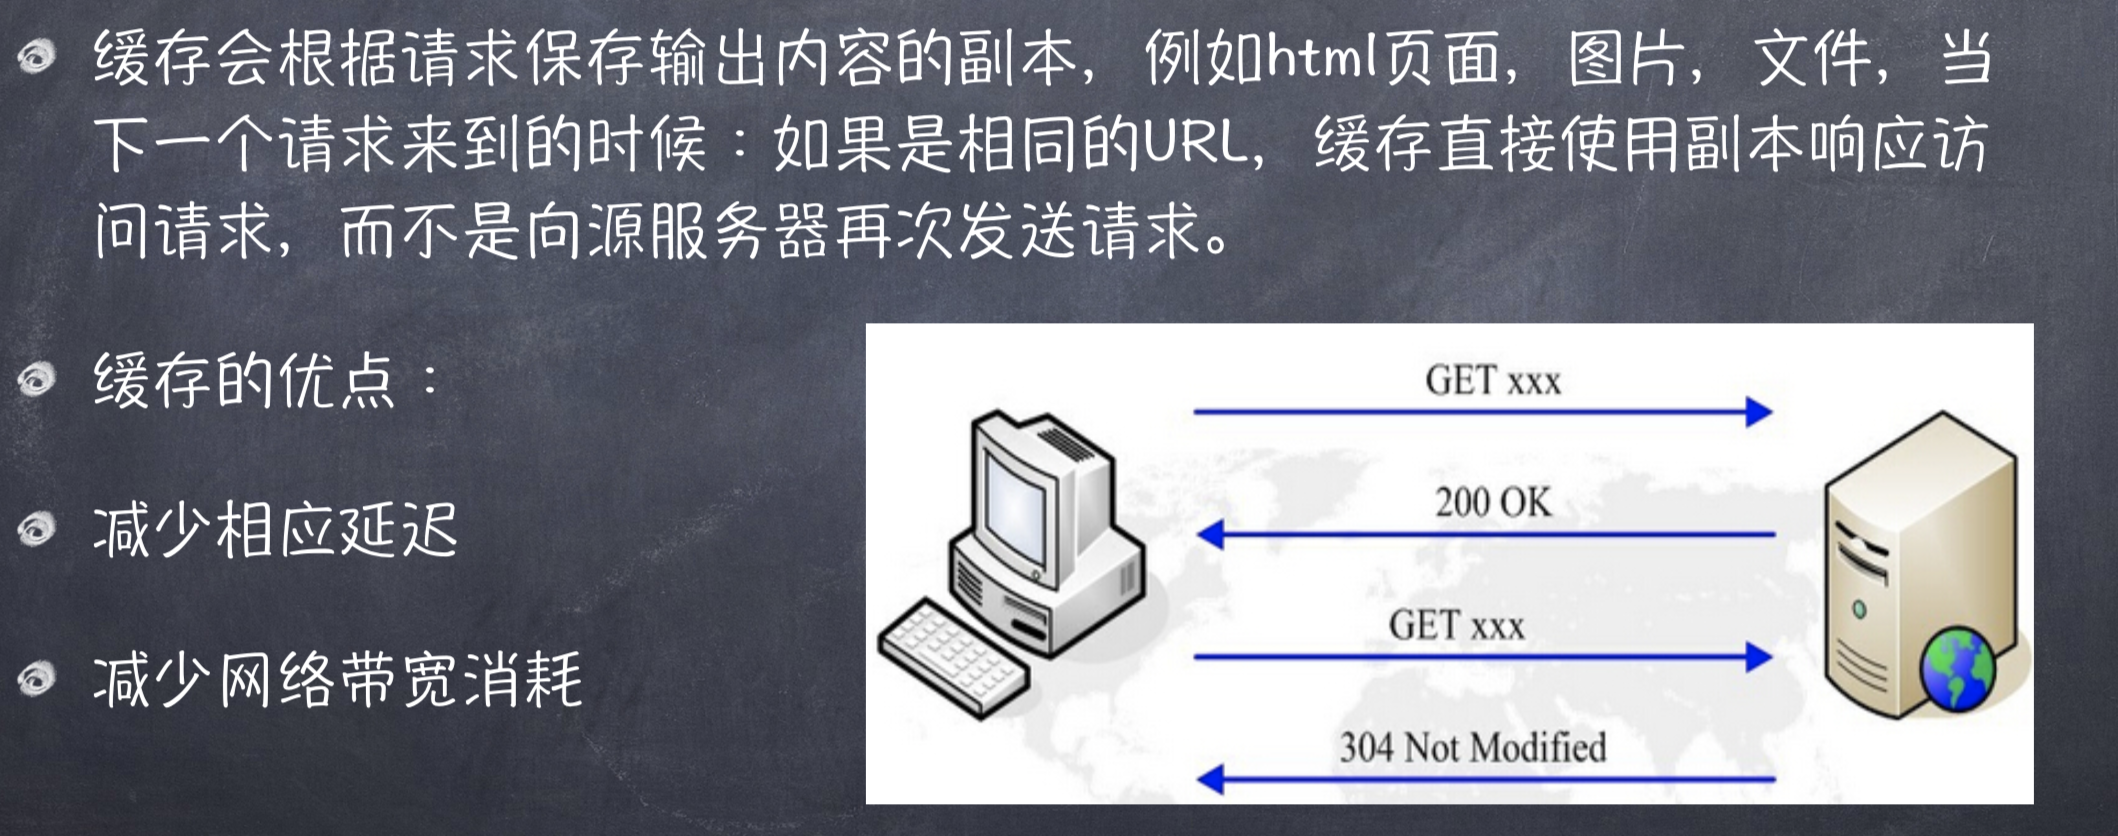 缓存会根据请求保存输出内容的副本，例如html页面，图片，文件，当
下一个请求来到的时候：如果是相同的URL，缓存直接使用副本响应访
问请求，而不是向源服务器再次发送请求。
缓存的优点：
减少相应延迟
减少网络带宽消耗
GET xxx
200 OK
GET xxx
304 Not Modified